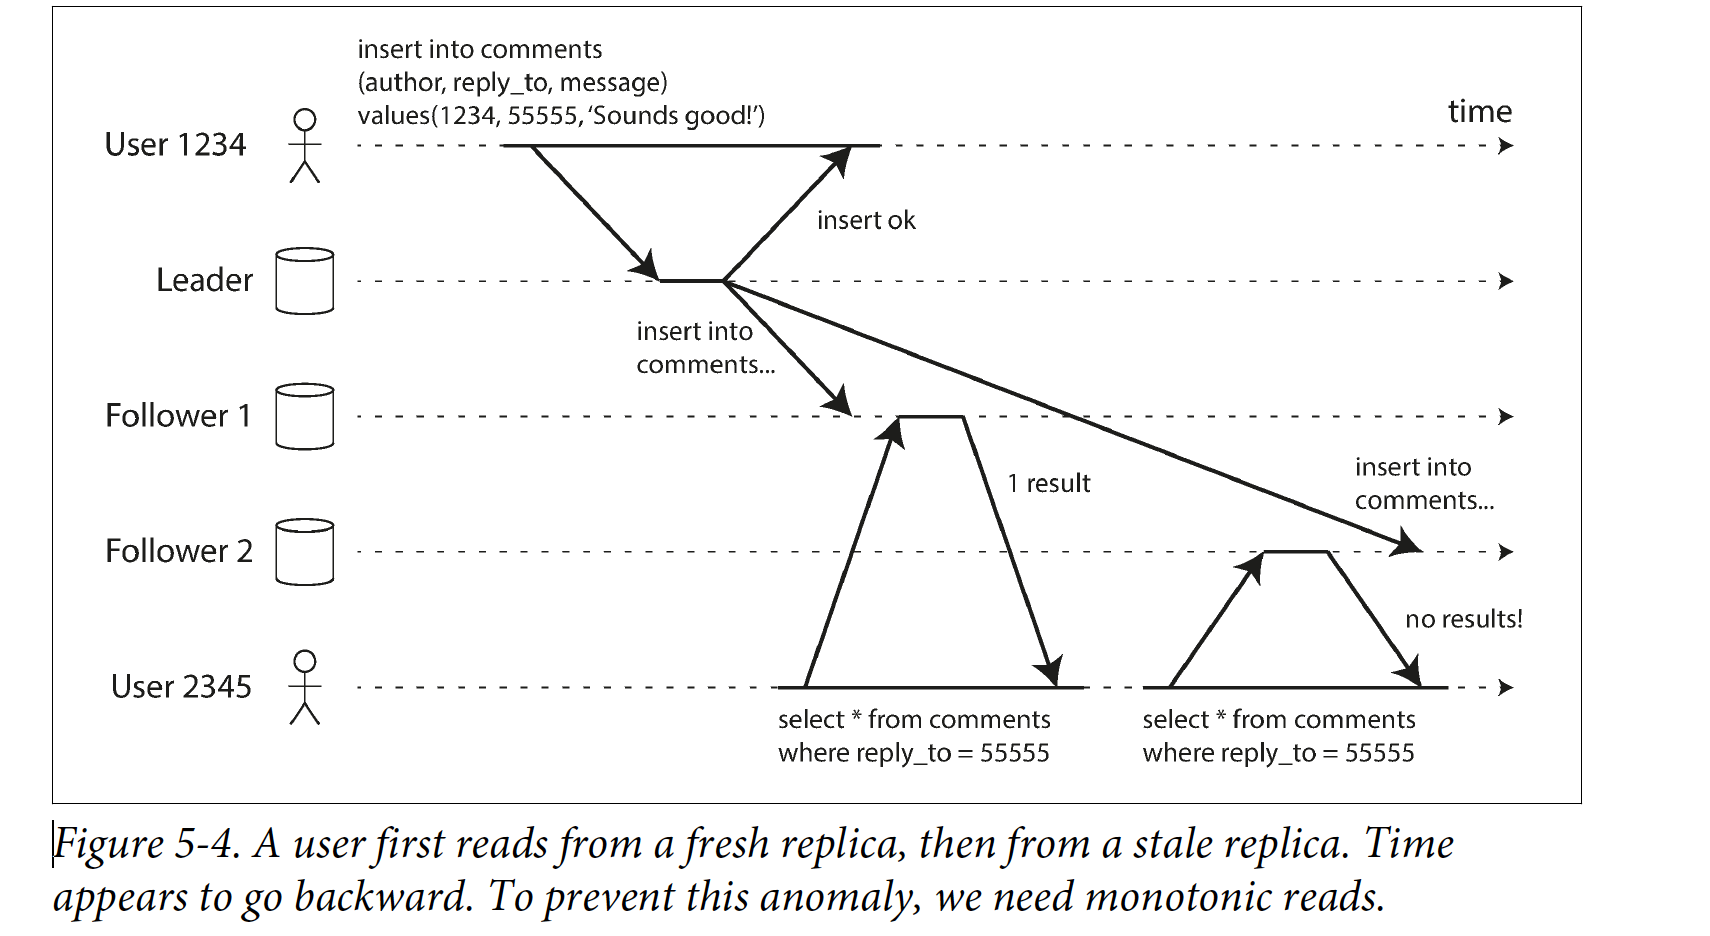 insert into comments
(author, reply_to, message)
values(1234, 55555, ‘Sounds good!’)
time
User 1234
insert ok
Leader
insert into
comments...
Follower 1
1 result
insert into
comments...
Follower 2
no results!
User 2345
select * from comments
where reply_to = 55555
select * from comments
where reply_to = 55555
Figure 5-4. A user first reads from a fresh replica, then from a stale replica. Time
appears to go backward. To prevent this anomaly, we need monotonic reads.